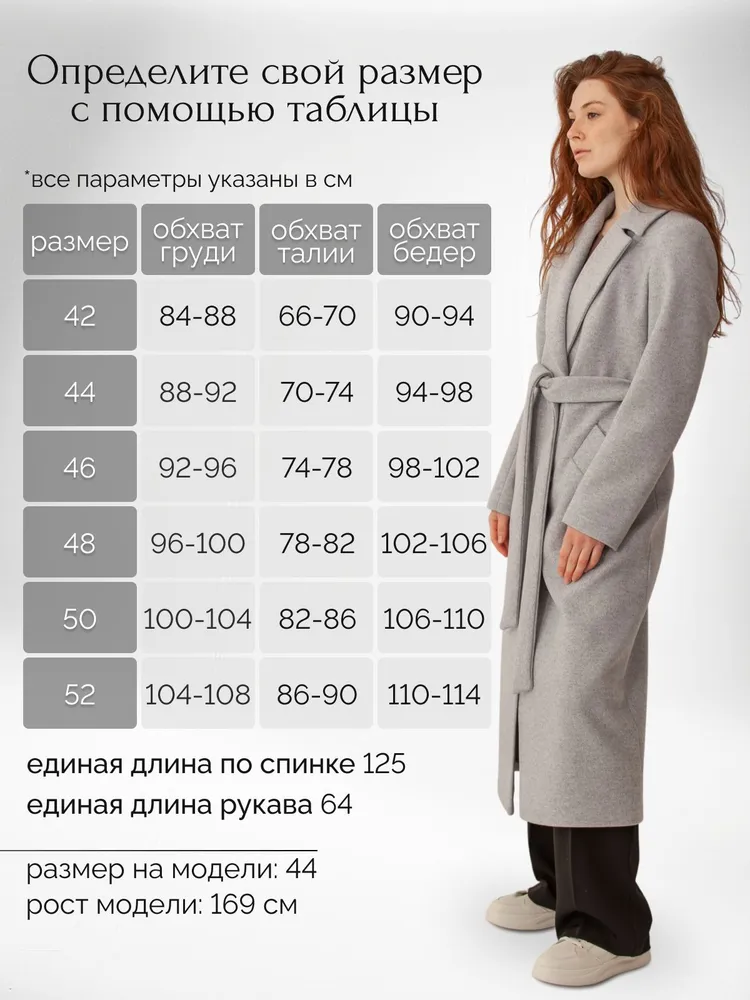 Определите свой размер
с помощью таблицы
*все параметры указаны в см
размер обхват груди обхват талии обхват бедер
42 84-88 66-70 90-94
44 88-92 70-74 94-98
46 92-96 74-78 98-102
48 96-100 78-82 102-106
50 100-104 82-86 106-110
52 104-108 86-90 110-114
единая длина по спинке 125
единая длина рукава 64
размер на модели: 44
рост модели: 169 см